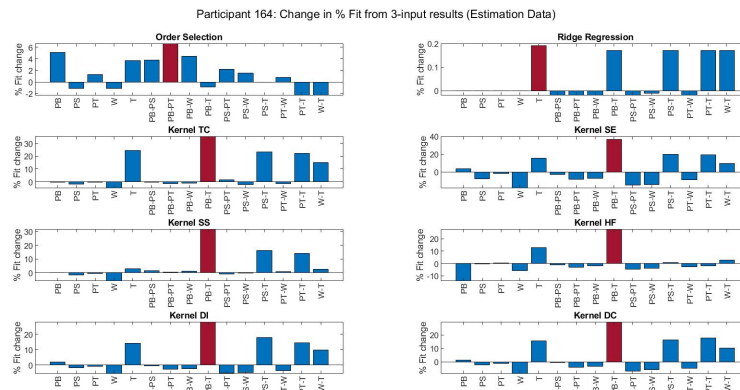 Participant 164: Change in % Fit from 3-input results (Estimation Data)
Order Selection
% Fit change
6
4
2
0
-2
PB PS PT W T PB-PS PB-PT PB-W PB-T PS-PT PS-W PS-T PT-W PT-T W-T
Ridge Regression
% Fit change
0.2
0.1
0
PB PS PT W T PB-PS PB-PT PB-W PB-T PS-PT PS-W PS-T PT-W PT-T W-T
Kernel TC
% Fit change
30
20
10
0
PB PS PT W T PB-PS PB-PT PB-W PB-T PS-PT PS-W PS-T PT-W PT-T W-T
Kernel SE
% Fit change
40
20
0
PB PS PT W T PB-PS PB-PT PB-W PB-T PS-PT PS-W PS-T PT-W PT-T W-T
Kernel SS
% Fit change
30
20
10
0
PB PS PT W T PB-PS PB-PT PB-W PB-T PS-PT PS-W PS-T PT-W PT-T W-T
Kernel HF
% Fit change
20
10
0
-10
PB PS PT W T PB-PS PB-PT PB-W PB-T PS-PT PS-W PS-T PT-W PT-T W-T
Kernel DI
% Fit change
20
10
0
PB PS PT W T
Kernel DC
% Fit change
20
10
0
PB PS PT W T